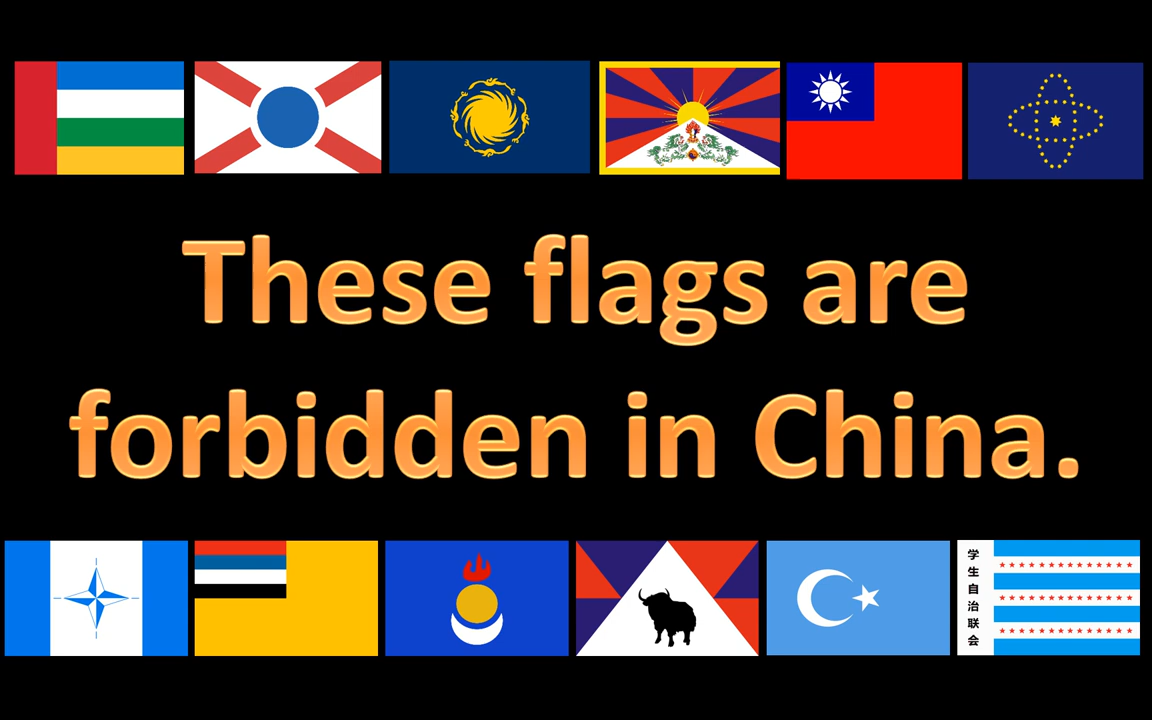 These flags are
forbidden in China.
学生自治联会